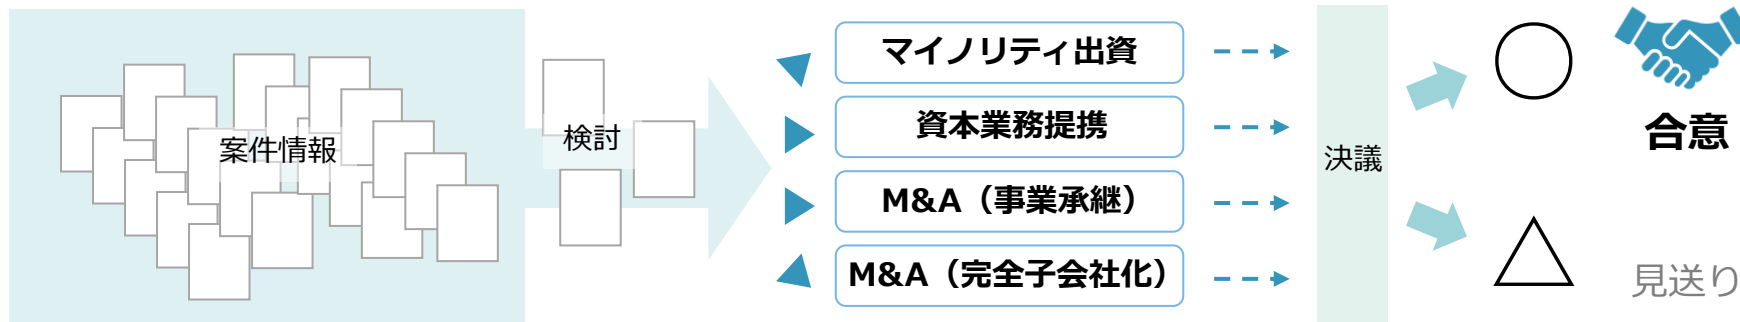 案件情報
検討
マイノリティ出資
資本業務提携
M&A（事業承継）
M&A（完全子会社化）
決議
合意
見送り